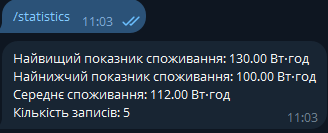 /statistics
11:03
Найвищий показник споживання: 130.00 Вт·год
Найнижчий показник споживання: 100.00 Вт·год
Середнє споживання: 112.00 Вт·год
Кількість записів: 5
11:03